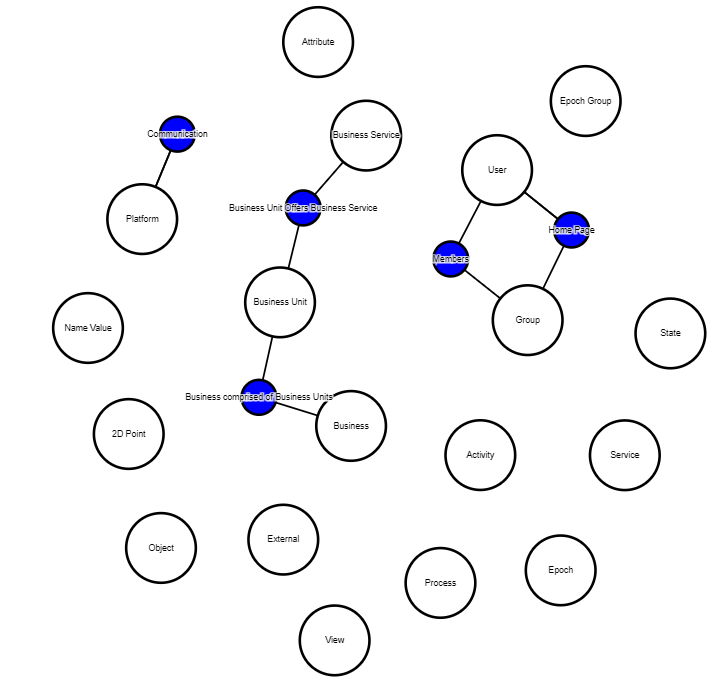 Attribute
Epoch Group
Communication
Business Service
User
Platform
Business Unit Offers Business Service
Home Page
Members
Business Unit
Group
Name Value
State
Business comprised of Business Units
Business
2D Point
Activity
Service
External
Object
Epoch
Process
View